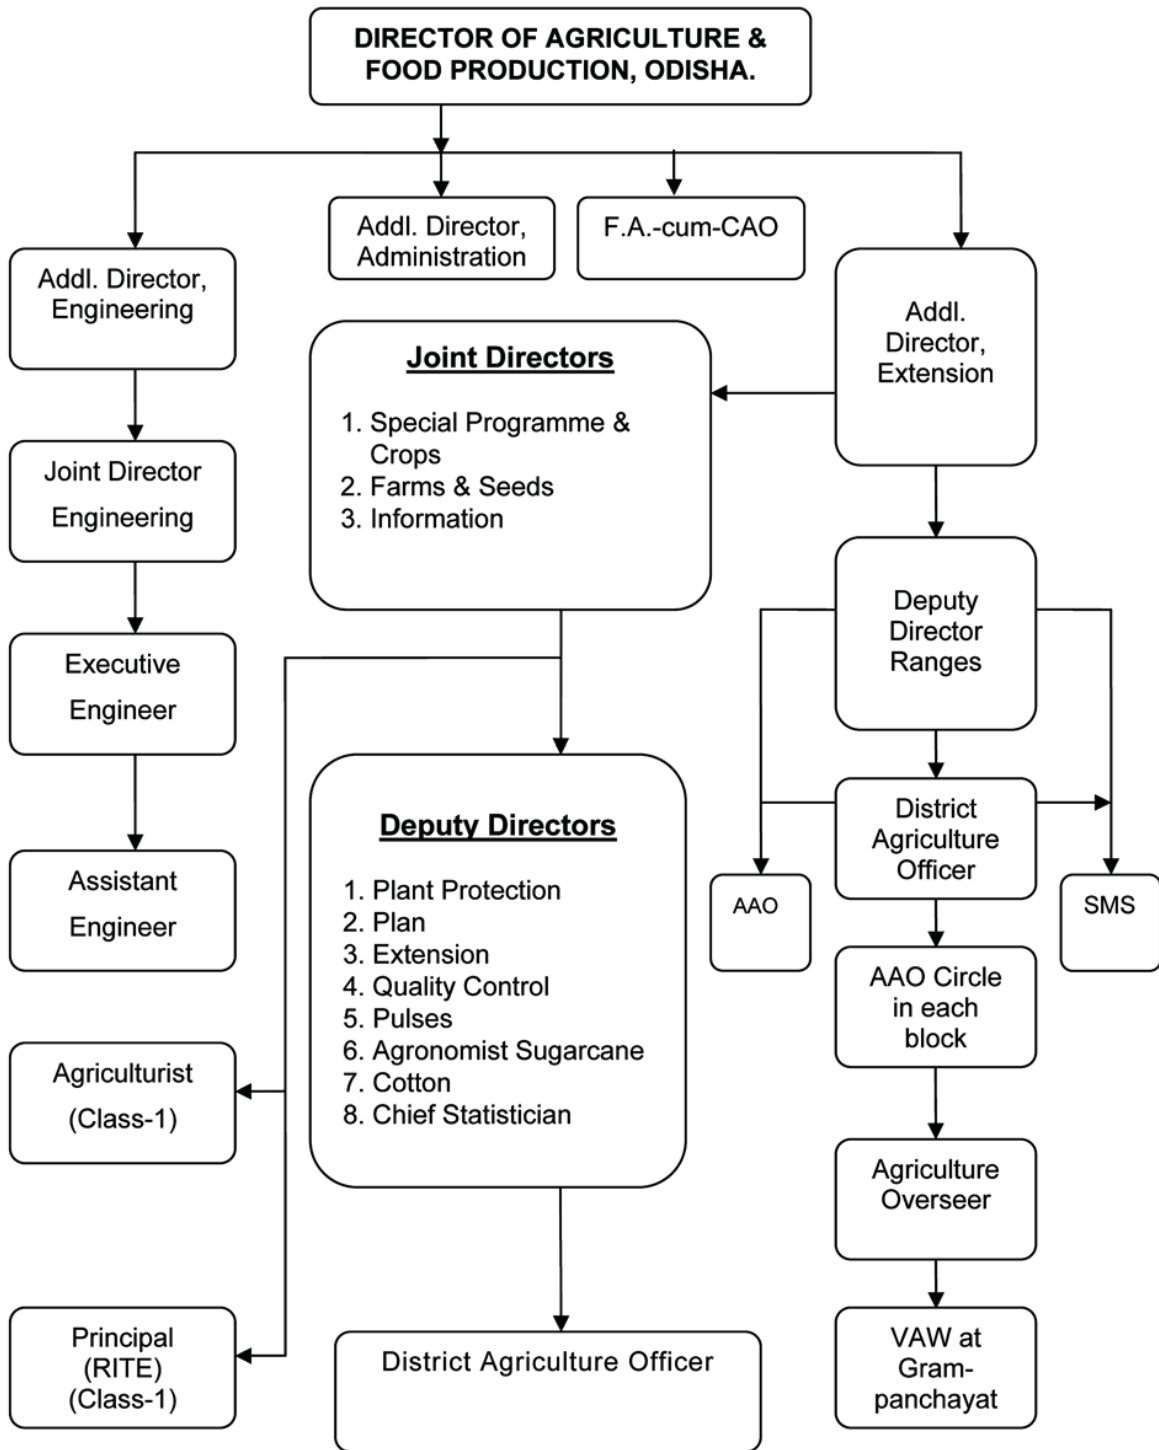 DIRECTOR OF AGRICULTURE &
FOOD PRODUCTION, ODISHA.
Addl. Director,
Administration
F.A.-cum-CAO
Addl. Director,
Engineering
Addl.
Director,
Extension
Joint Directors
1. Special Programme &
Crops
2. Farms & Seeds
3. Information
Joint Director
Engineering
Deputy
Director
Ranges
Executive
Engineer
Deputy Directors
1. Plant Protection
2. Plan
3. Extension
4. Quality Control
5. Pulses
6. Agronomist Sugarcane
7. Cotton
8. Chief Statistician
District
Agriculture
Officer
Assistant
Engineer
AAO
SMS
AAO Circle
in each
block
Agriculturist
(Class-1)
Agriculture
Overseer
Principal
(RITE)
(Class-1)
District Agriculture Officer
VAW at
Gram-
panchayat